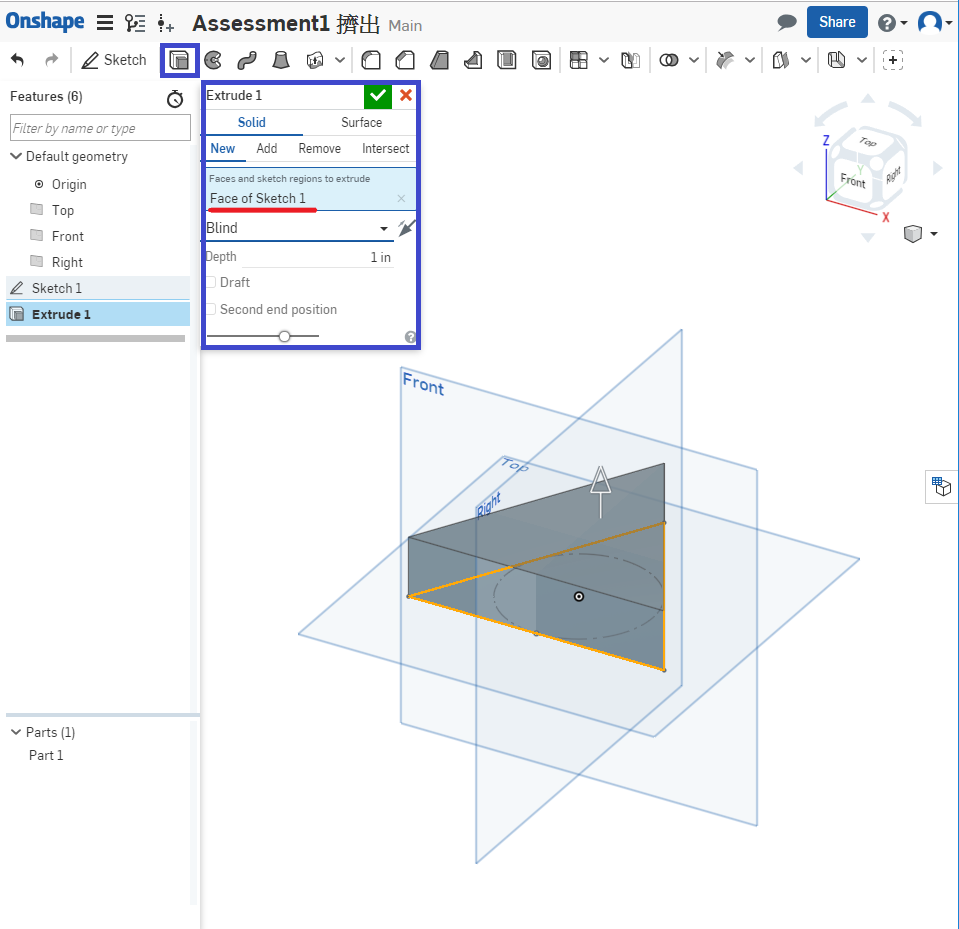 Onshape Assessment1 擠出 Main Share
Sketch
Features (6)
Filter by name or type
Default geometry
Origin
Top
Front
Right
Sketch 1
Extrude 1
Extrude 1
Solid Surface
New Add Remove Intersect
Faces and sketch regions to extrude
Face of Sketch 1
Blind
Depth 1 in
Draft
Second end position
Z
Top
Y
Front
Right
X
Front
Top
Right
Parts (1)
Part 1